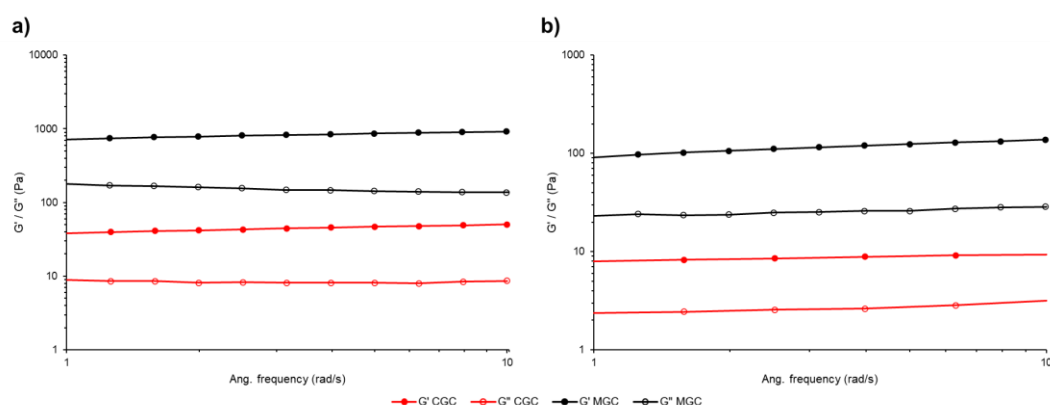 a)
10000
1000
100
10
1
G' / G" (Pa)
1
10
Ang. frequency (rad/s)
b)
1000
100
10
1
G' / G" (Pa)
1
10
Ang. frequency (rad/s)
G' CGC G" CGC G' MGC G" MGC